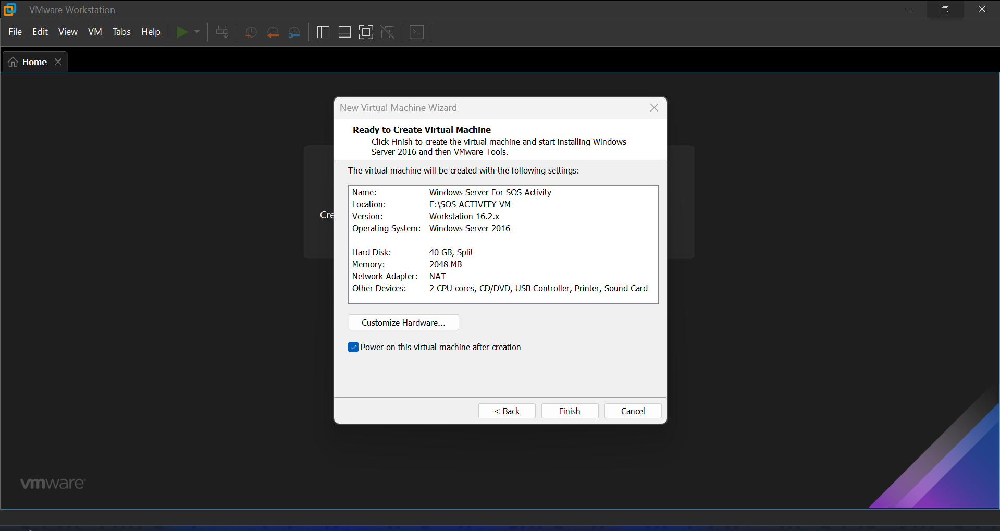 VMware Workstation
File Edit View VM Tabs Help
Home
New Virtual Machine Wizard
Ready to Create Virtual Machine
Click Finish to create the virtual machine and start installing Windows
Server 2016 and then VMware Tools.
The virtual machine will be created with the following settings:
Name: Windows Server For SOS Activity
Location: E:\SOS ACTIVITY VM
Version: Workstation 16.2.x
Operating System: Windows Server 2016
Hard Disk: 40 GB, Split
Memory: 2048 MB
Network Adapter: NAT
Other Devices: 2 CPU cores, CD/DVD, USB Controller, Printer, Sound Card
Cre
Customize Hardware...
Power on this virtual machine after creation
< Back Finish Cancel
vmware